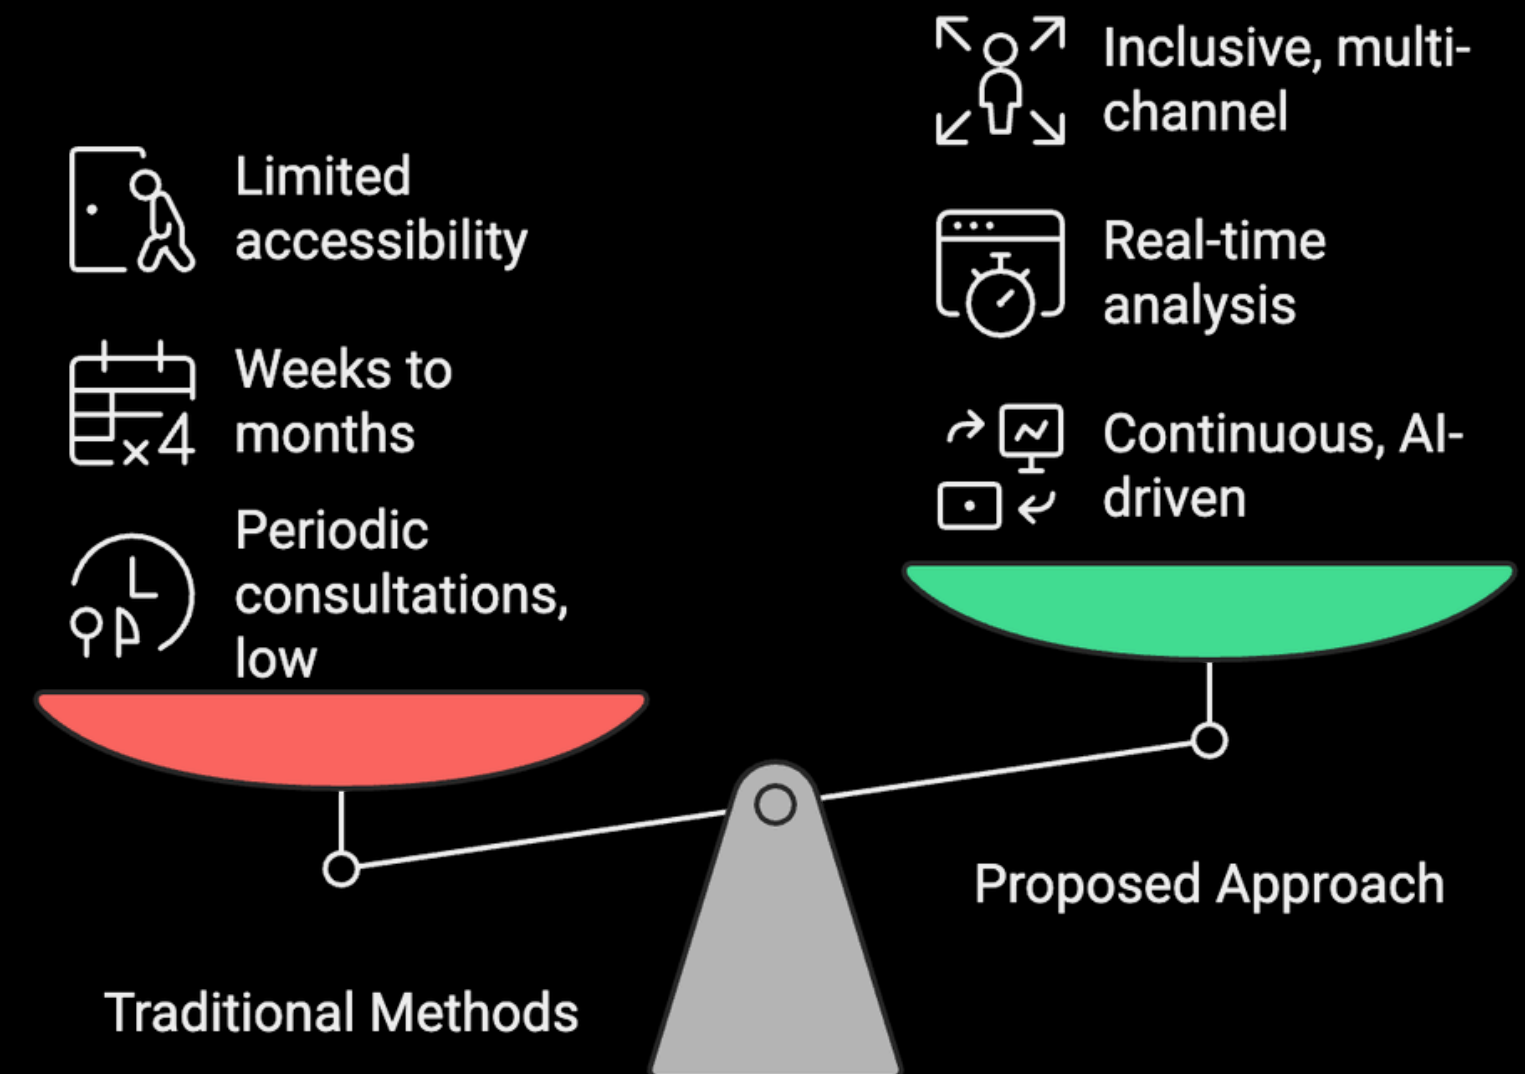 Limited
accessibility
Weeks to
months
×4
Periodic
consultations,
low
Inclusive, multi-
channel
Real-time
analysis
Continuous, AI-
driven
Proposed Approach
Traditional Methods